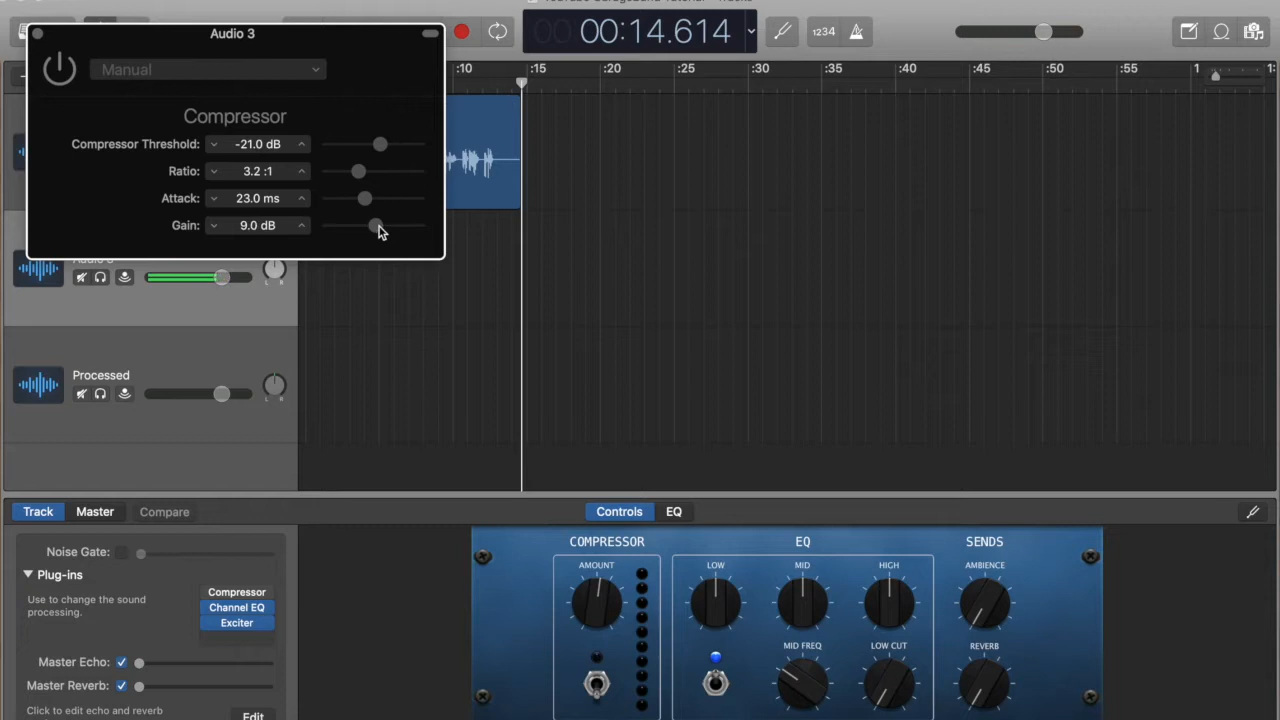 Audio 3
00:14.614
1234
Manual
:10
:15
:20
:25
:30
:35
:40
:45
:50
:55
1
1:
Compressor
Compressor Threshold: -21.0 dB
Ratio: 3.2 :1
Attack: 23.0 ms
Gain: 9.0 dB
L R
Processed
L R
Track
Master
Compare
Controls
EQ
Noise Gate:
Plug-ins
Use to change the sound
processing.
Compressor
Channel EQ
Exciter
Master Echo:
Master Reverb:
Click to edit echo and reverb
Edit
COMPRESSOR
EQ
SENDS
AMOUNT
LOW
MID
HIGH
AMBIENCE
MID FREQ
LOW CUT
REVERB